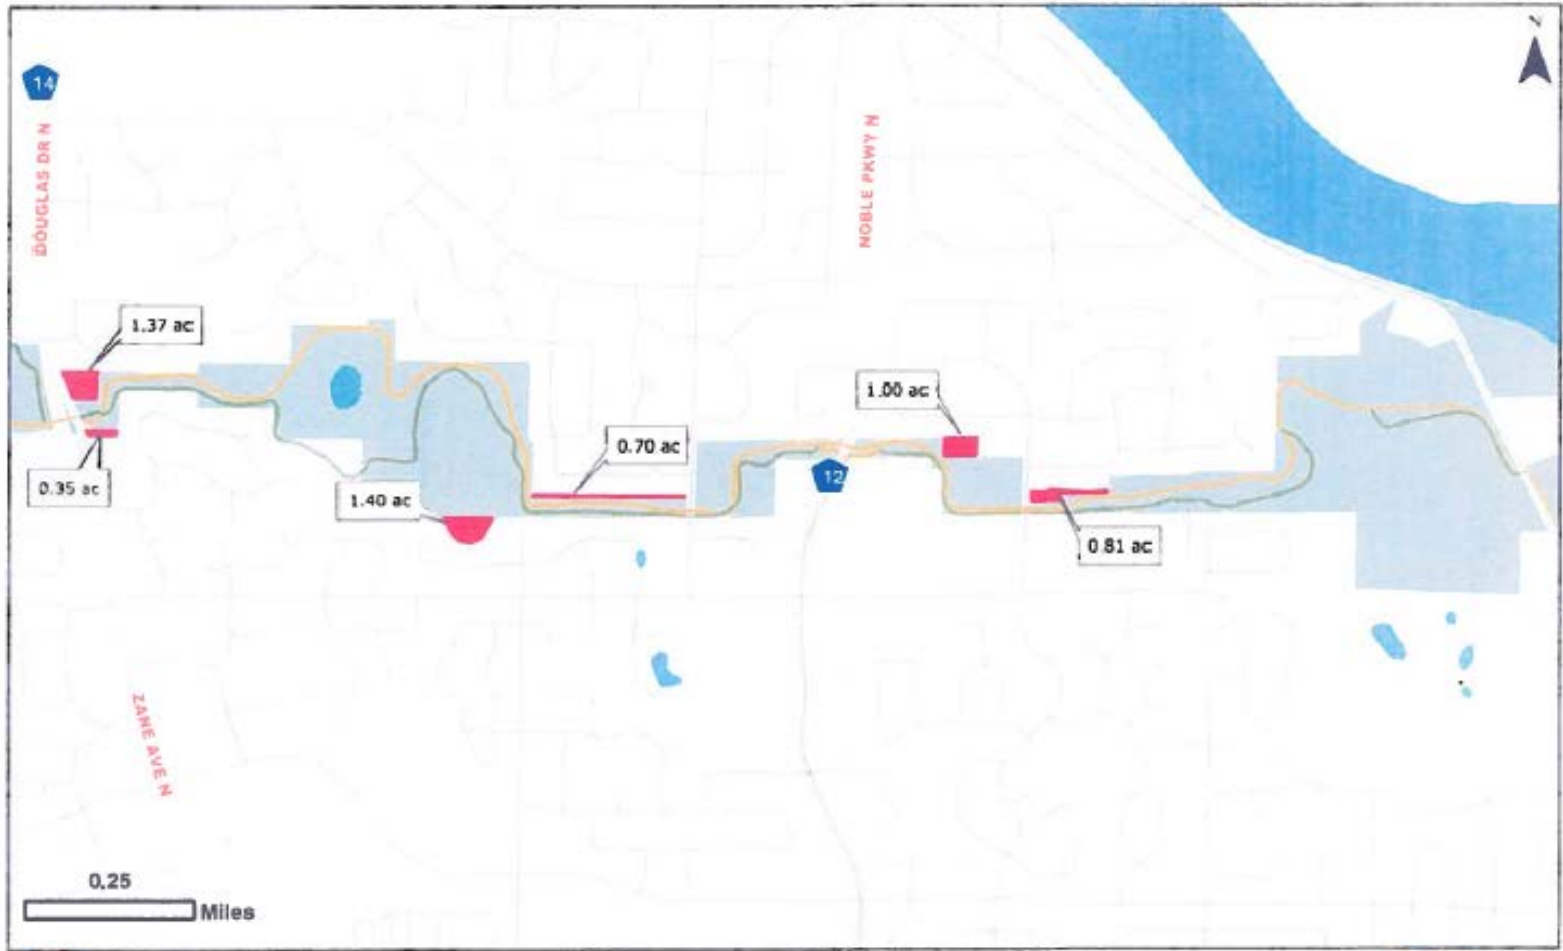 Z
14
DOUGLAS DR N
NOBLE PKWY N
1.37 ac
1.00 ac
0.70 ac
12
0.35 ac
1.40 ac
0.81 ac
ZANE AVE N
0.25
Miles